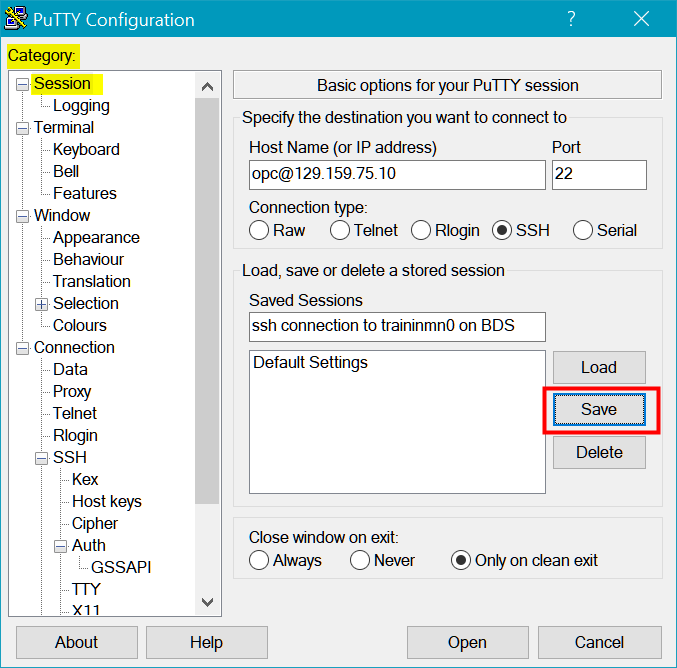 PuTTY Configuration
?
Category:
Session
Logging
Terminal
Keyboard
Bell
Features
Window
Appearance
Behaviour
Translation
Selection
Colours
Connection
Data
Proxy
Telnet
Rlogin
SSH
Kex
Host keys
Cipher
Auth
GSSAPI
TTY
X11
Basic options for your PuTTY session
Specify the destination you want to connect to
Host Name (or IP address) Port
opc@129.159.75.10 22
Connection type:
Raw Telnet Rlogin SSH Serial
Load, save or delete a stored session
Saved Sessions
ssh connection to traininmn0 on BDS
Default Settings
Load
Save
Delete
Close window on exit:
Always Never Only on clean exit
About Help Open Cancel